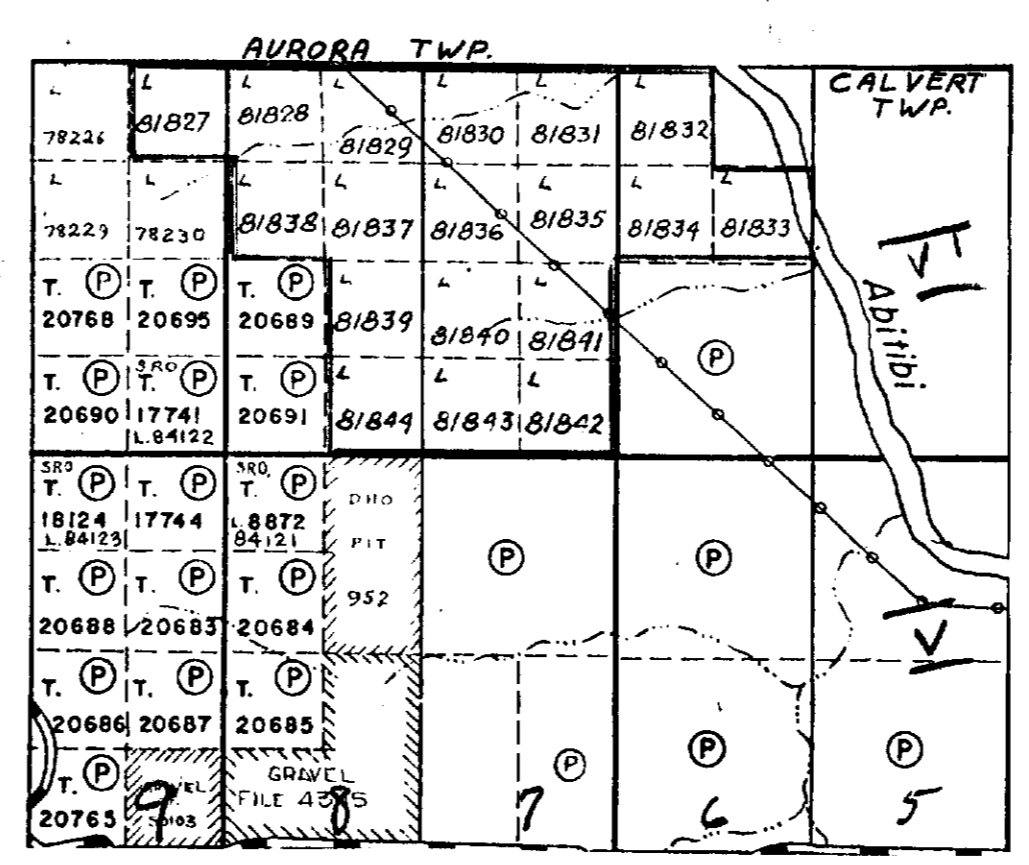 AURORA TWP.
CALVERT
TWP.
L L L L L L L
78226 81827 81828 81829 81830 81831 81832
L L L L L L L L
78229 78230 81838 81837 81836 81835 81834 81833
VI
Abitibi
T. P T. P T. P L L L
20768 20695 20689 81839 81840 81841
P
SRO
T. P T. P T. P L L L
20690 17741 20691 81844 81843 81842
L.84122
SRO SRO.
T. P T. P T. P
18124 17744 L.8872
L.84123 84121
DHO
PIT
952
P P
T. P T. P T. P
20688 20683 20684
V
T. P T. P T. P
20686 20687 20685
P P P
T. P
20765
GRAVEL
FILE
9 8 7 6 5